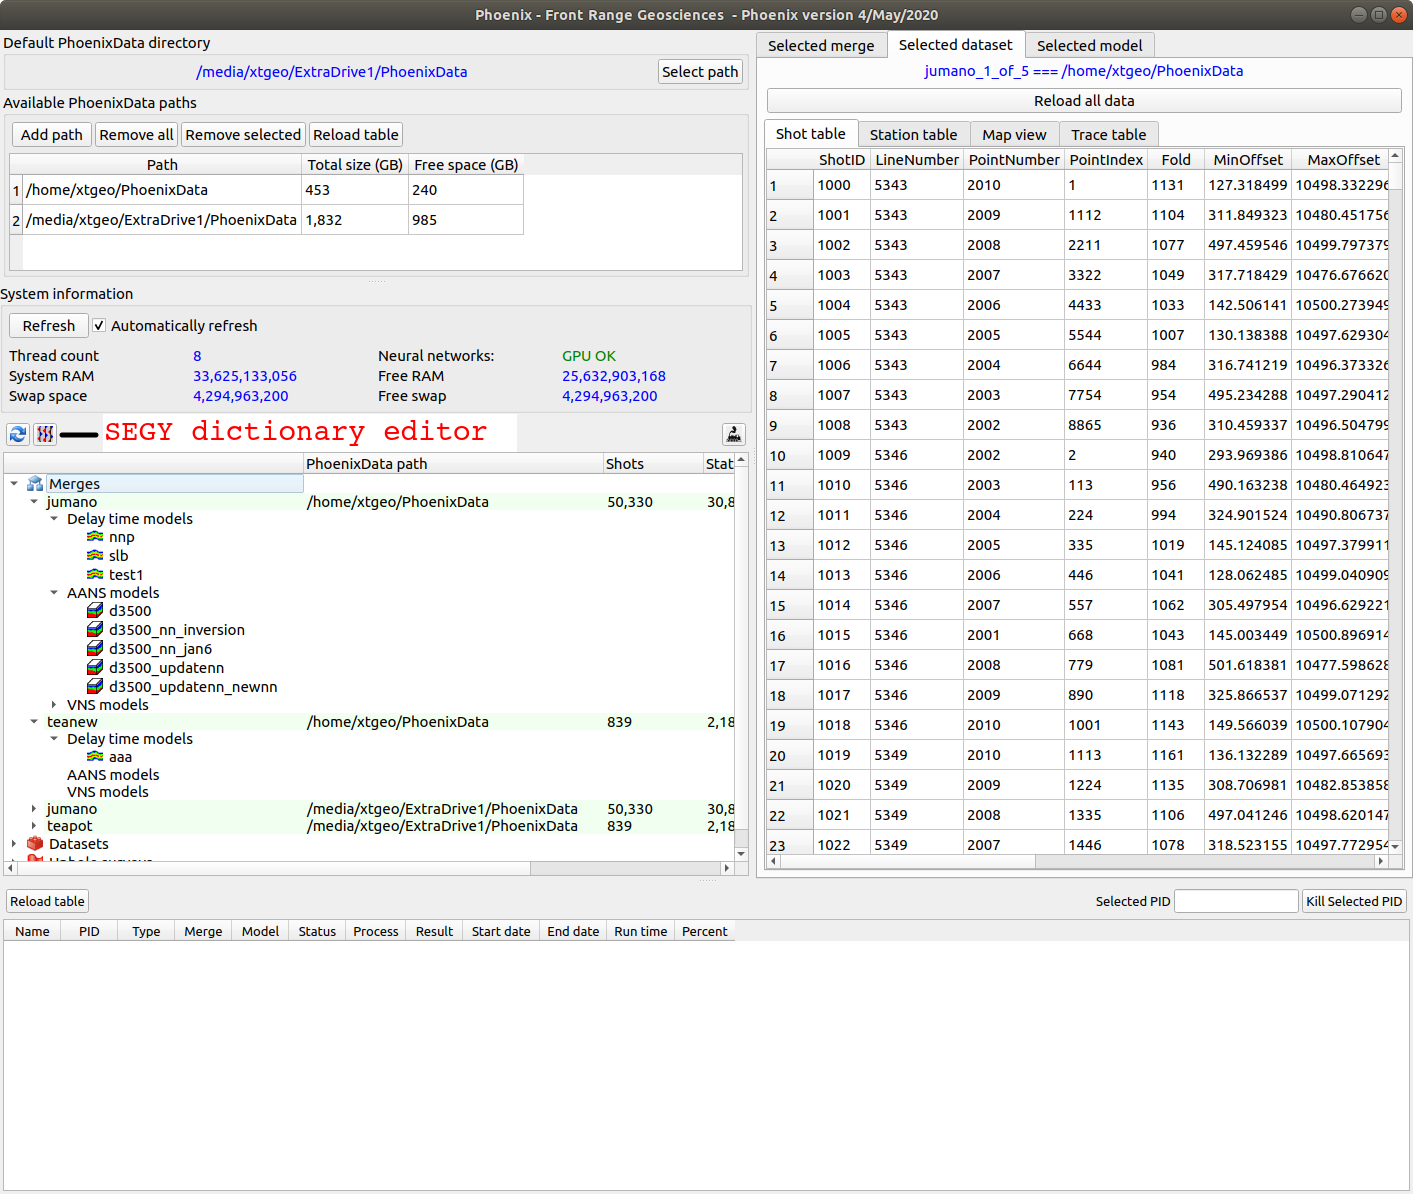 Phoenix - Front Range Geosciences - Phoenix version 4/May/2020
Default PhoenixData directory
/media/xtgeo/ExtraDrive1/PhoenixData
Select path
Available PhoenixData paths
Add path Remove all Remove selected Reload table
Path Total size (GB) Free space (GB)
1 /home/xtgeo/PhoenixData 453 240
2 /media/xtgeo/ExtraDrive1/PhoenixData 1,832 985
System information
Refresh Automatically refresh
Thread count 8 Neural networks: GPU OK
System RAM 33,625,133,056 Free RAM 25,632,903,168
Swap space 4,294,963,200 Free swap 4,294,963,200
SEGY dictionary editor
PhoenixData path Shots Stat
Merges
jumano /home/xtgeo/PhoenixData 50,330 30,8
Delay time models
nnp
slb
test1
AANS models
d3500
d3500_nn_inversion
d3500_nn_jan6
d3500_updatenn
d3500_updatenn_newnn
VNS models
teanew /home/xtgeo/PhoenixData 839 2,18
Delay time models
aaa
AANS models
VNS models
jumano /media/xtgeo/ExtraDrive1/PhoenixData 50,330 30,8
teapot /media/xtgeo/ExtraDrive1/PhoenixData 839 2,18
Datasets
Selected merge Selected dataset Selected model
jumano_1_of_5 === /home/xtgeo/PhoenixData
Reload all data
Shot table Station table Map view Trace table
ShotID LineNumber PointNumber PointIndex Fold MinOffset MaxOffset
1 1000 5343 2010 1 1131 127.318499 10498.332296
2 1001 5343 2009 1112 1104 311.849323 10480.451756
3 1002 5343 2008 2211 1077 497.459546 10499.797379
4 1003 5343 2007 3322 1049 317.718429 10476.676620
5 1004 5343 2006 4433 1033 142.506141 10500.273949
6 1005 5343 2005 5544 1007 130.138388 10497.629304
7 1006 5343 2004 6644 984 316.741219 10496.373326
8 1007 5343 2003 7754 954 495.234288 10497.290412
9 1008 5343 2002 8865 936 310.459337 10496.504799
10 1009 5346 2002 2 940 293.969386 10498.810647
11 1010 5346 2003 113 956 490.163238 10480.464923
12 1011 5346 2004 224 994 324.901524 10490.806737
13 1012 5346 2005 335 1019 145.124085 10497.379911
14 1013 5346 2006 446 1041 128.062485 10499.040909
15 1014 5346 2007 557 1062 305.497954 10496.629221
16 1015 5346 2001 668 1043 145.003449 10500.896914
17 1016 5346 2008 779 1081 501.618381 10477.598628
18 1017 5346 2009 890 1118 325.866537 10499.071292
19 1018 5346 2010 1001 1143 149.566039 10500.107904
20 1019 5349 2010 1113 1161 136.132289 10497.665693
21 1020 5349 2009 1224 1135 308.706981 10482.853858
22 1021 5349 2008 1335 1106 497.041246 10498.620147
23 1022 5349 2007 1446 1078 318.523155 10497.772954
Reload table Selected PID Kill Selected PID
Name PID Type Merge Model Status Process Result Start date End date Run time Percent